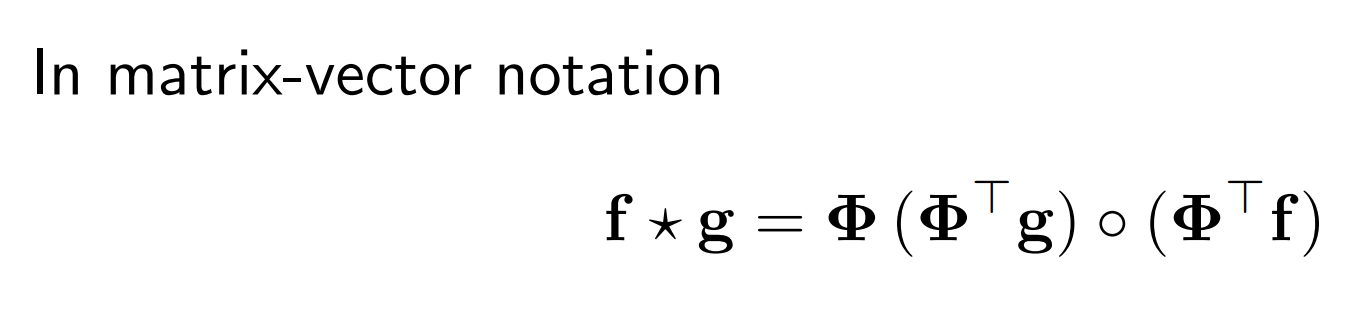 In matrix-vector notation
f ⋆ g = Φ (Φ⊤g) ∘ (Φ⊤f)